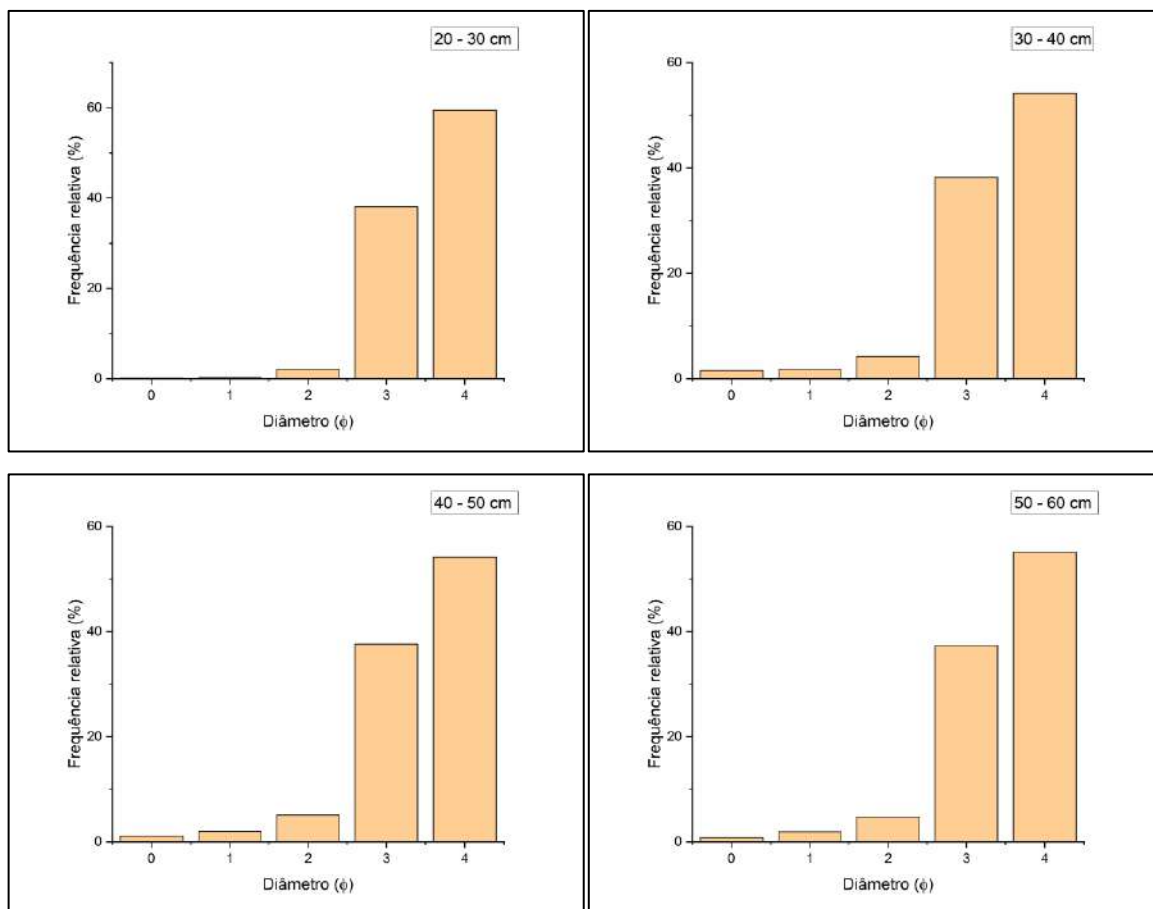 20 - 30 cm
60
40
20
0
Frequência relativa (%)
0 1 2 3 4
Diâmetro (ϕ)
30 - 40 cm
60
40
20
0
Frequência relativa (%)
0 1 2 3 4
Diâmetro (ϕ)
40 - 50 cm
60
40
20
0
Frequência relativa (%)
0 1 2 3 4
Diâmetro (ϕ)
50 - 60 cm
60
40
20
0
Frequência relativa (%)
0 1 2 3 4
Diâmetro (ϕ)